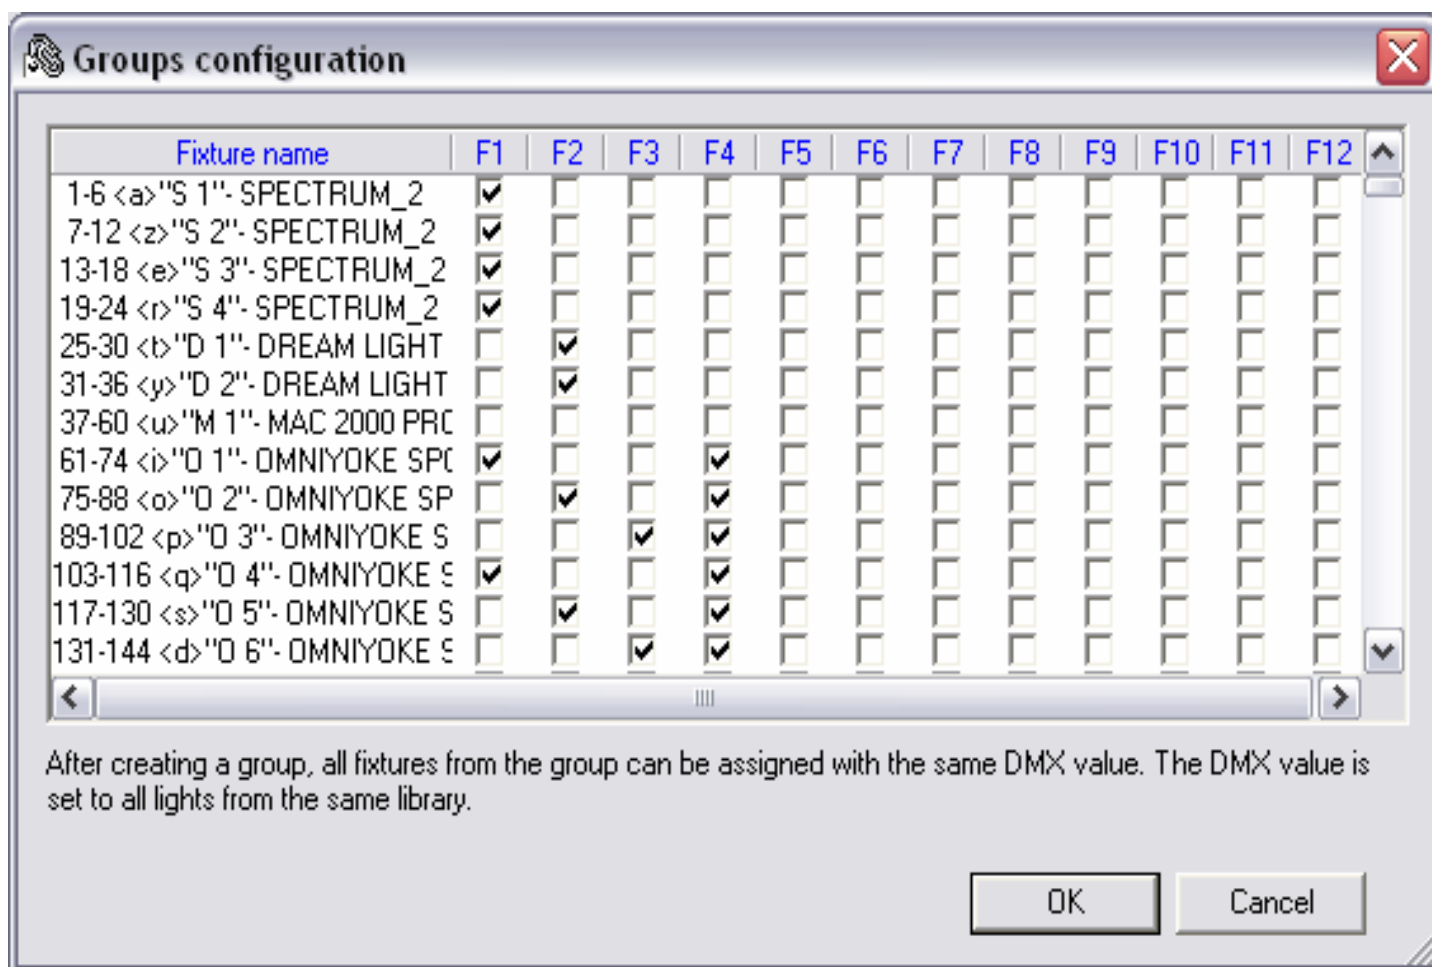 Groups configuration
Fixture name F1 F2 F3 F4 F5 F6 F7 F8 F9 F10 F11 F12
1-6 <a>"S 1"- SPECTRUM_2
7-12 <z>"S 2"- SPECTRUM_2
13-18 <e>"S 3"- SPECTRUM_2
19-24 <r>"S 4"- SPECTRUM_2
25-30 <t>"D 1"- DREAM LIGHT
31-36 <y>"D 2"- DREAM LIGHT
37-60 <u>"M 1"- MAC 2000 PRO
61-74 <i>"O 1"- OMNIYOKE SPO
75-88 <o>"O 2"- OMNIYOKE SP
89-102 <p>"O 3"- OMNIYOKE S
103-116 <q>"O 4"- OMNIYOKE S
117-130 <s>"O 5"- OMNIYOKE S
131-144 <d>"O 6"- OMNIYOKE S
After creating a group, all fixtures from the group can be assigned with the same DMX value. The DMX value is
set to all lights from the same library.
OK Cancel